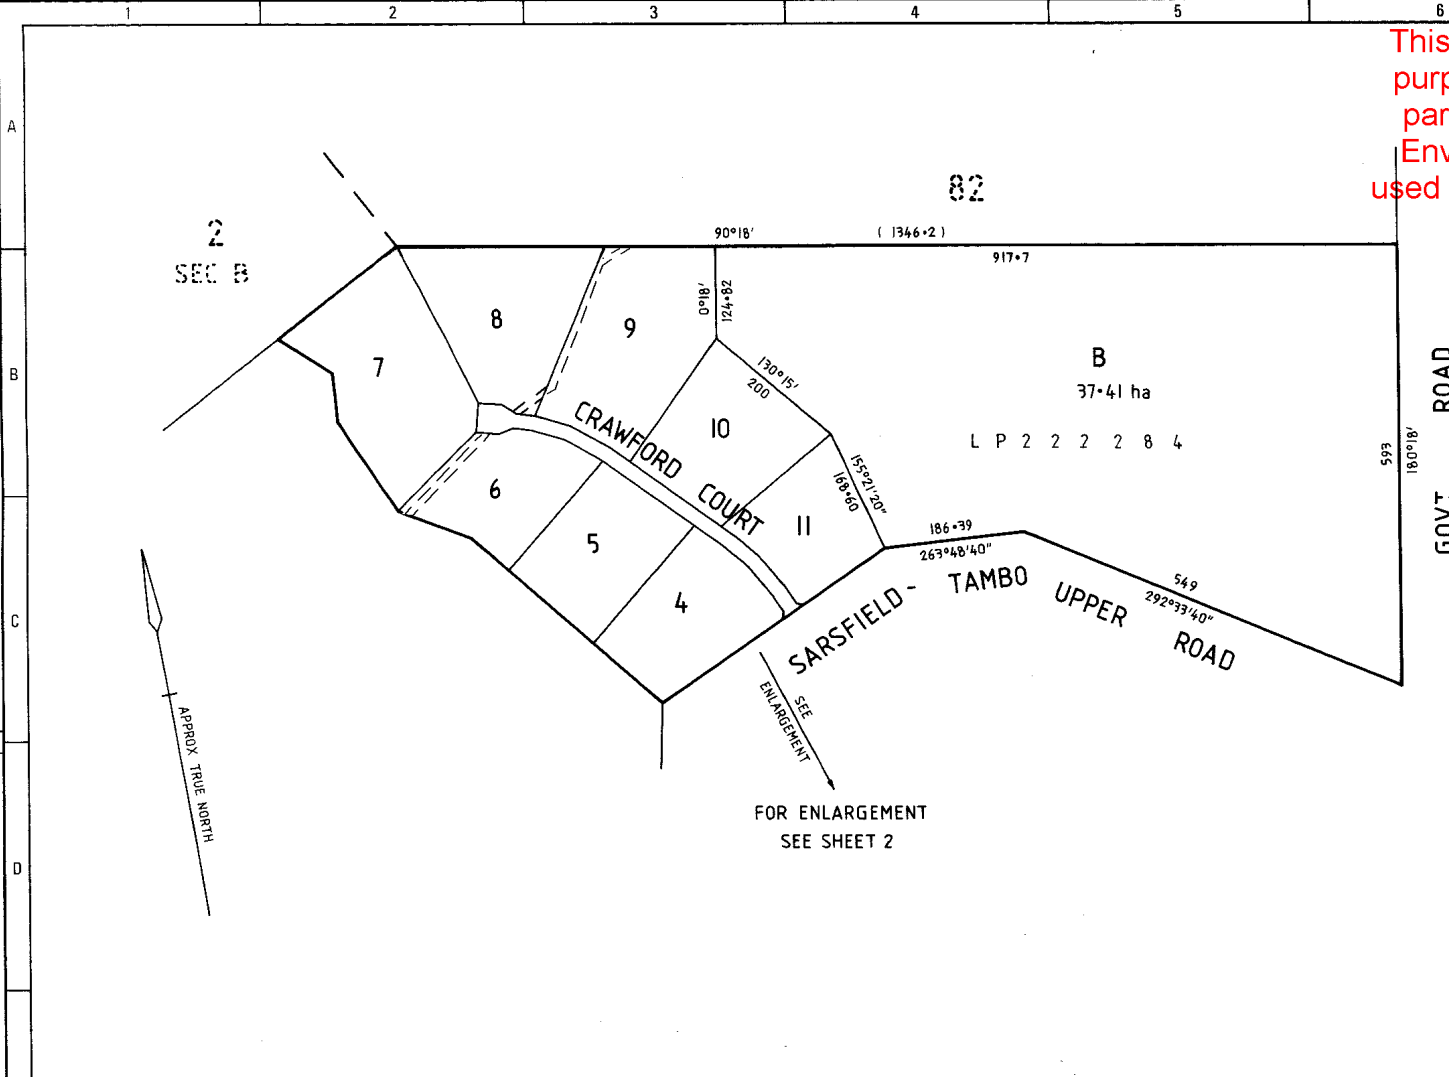 1 2 3 4 5 6
This
purp
par
Env
used
A
B
C
D
82
2
SEC B
90°18'
( 1346·2 )
917·7
0°18'
124·82
8
9
7
130°15'
200
B
37·41 ha
L P 2 2 2 2 8 4
10
CRAWFORD COURT
155°21'20"
168·60
593
180°18'
GOVT. ROAD
6
5
11
4
186·39
263°48'40"
549
292°33'40"
SARSFIELD - TAMBO UPPER ROAD
SEE
ENLARGEMENT
APPROX TRUE NORTH
FOR ENLARGEMENT
SEE SHEET 2